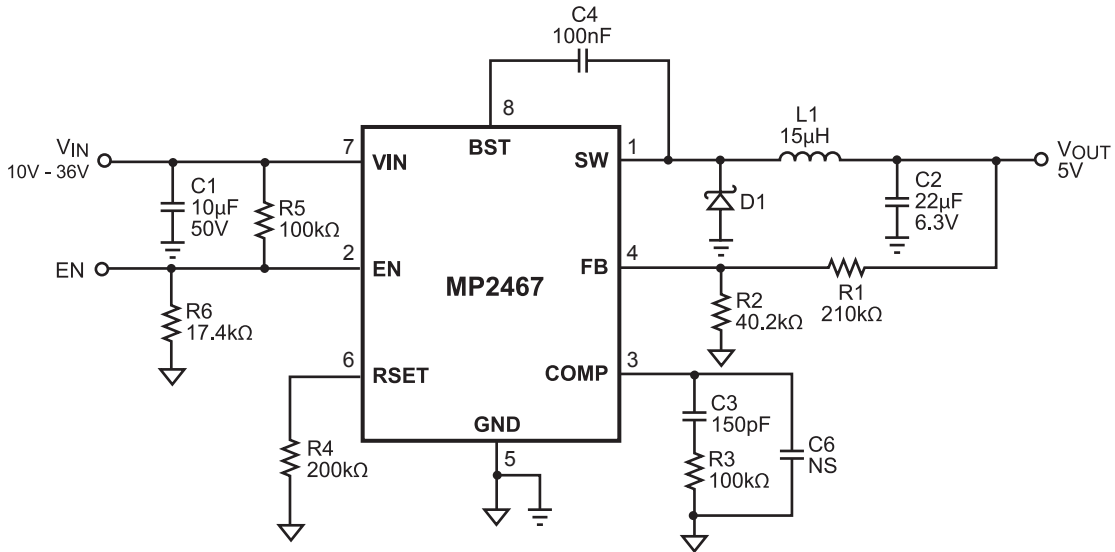 C4
100nF
8
BST
VIN
10V - 36V
7
VIN
C1
10µF
50V
R5
100kΩ
EN
2
EN
R6
17.4kΩ
6
RSET
R4
200kΩ
MP2467
GND
5
1
SW
L1
15µH
VOUT
5V
D1
C2
22µF
6.3V
4
FB
R2
40.2kΩ
R1
210kΩ
3
COMP
C3
150pF
R3
100kΩ
C6
NS